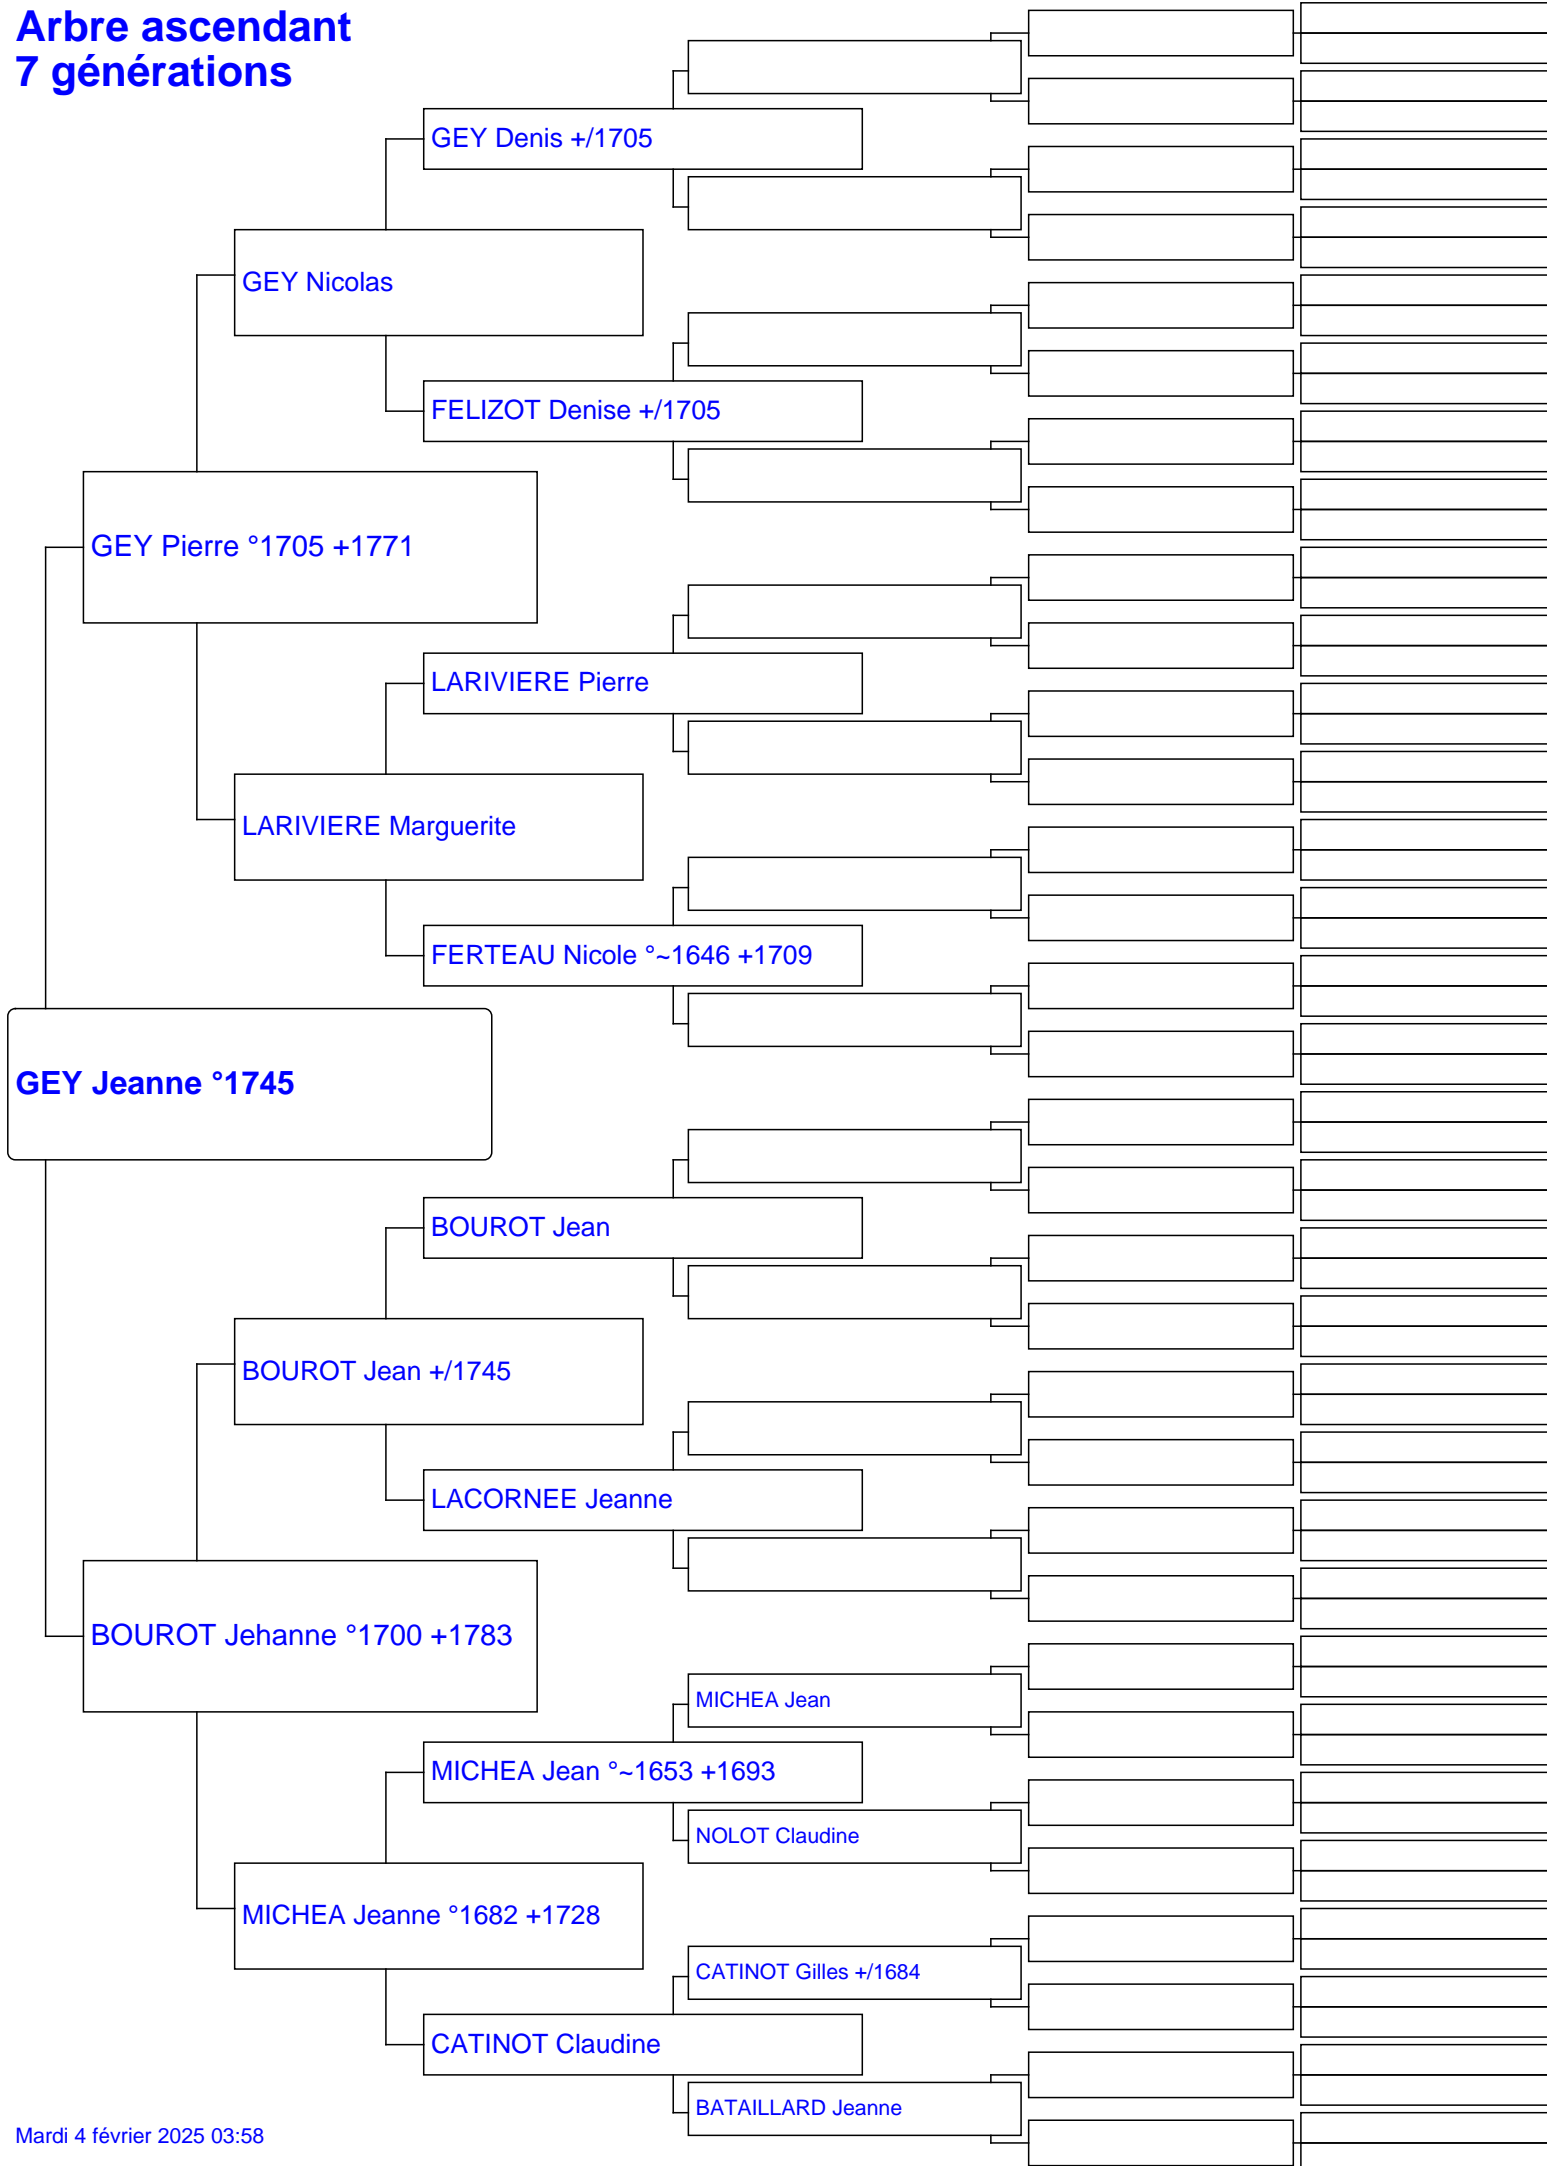 Arbre ascendant
7 générations
GEY Denis +/1705
GEY Nicolas
FELIZOT Denise +/1705
GEY Pierre °1705 +1771
LARIVIERE Pierre
LARIVIERE Marguerite
FERTEAU Nicole °~1646 +1709
GEY Jeanne °1745
BOUROT Jean
BOUROT Jean +/1745
LACORNEE Jeanne
BOUROT Jehanne °1700 +1783
MICHEA Jean
MICHEA Jean °~1653 +1693
NOLOT Claudine
MICHEA Jeanne °1682 +1728
CATINOT Gilles +/1684
CATINOT Claudine
BATAILLARD Jeanne
Mardi 4 février 2025 03:58